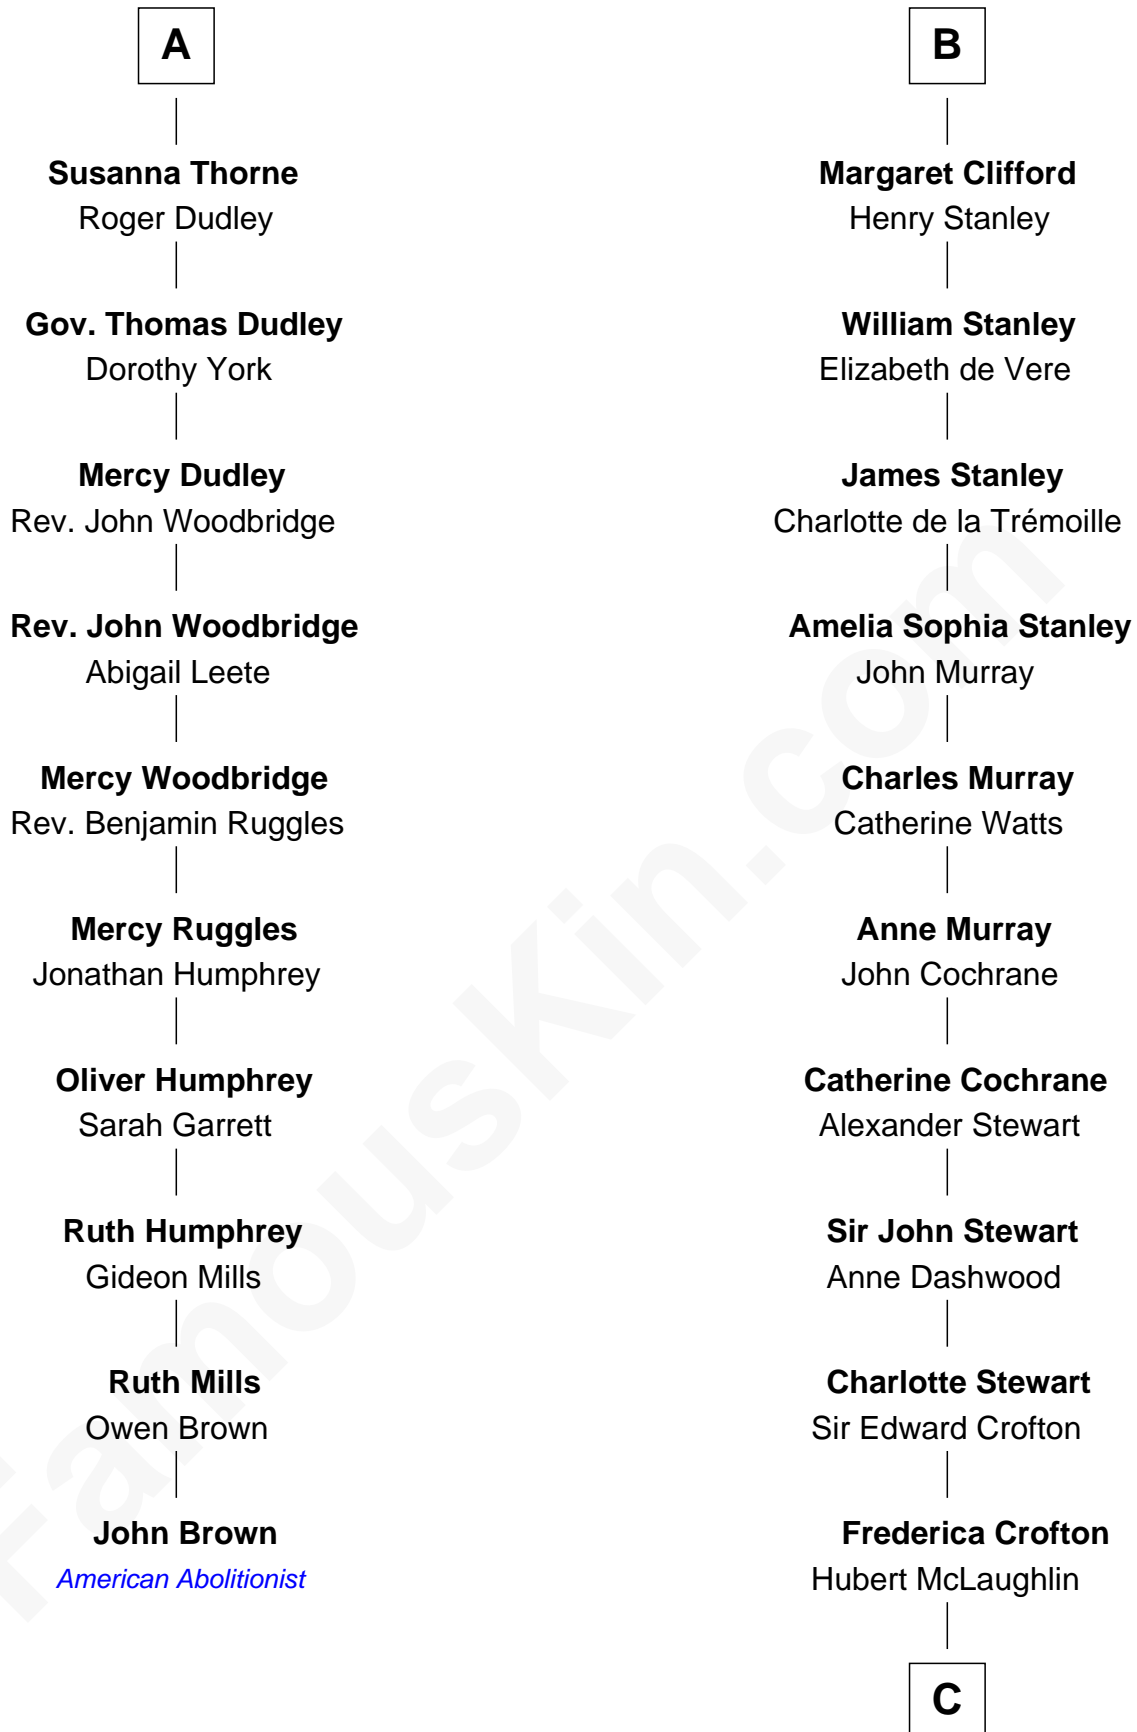 A
Susanna Thorne
Roger Dudley
Gov. Thomas Dudley
Dorothy York
Mercy Dudley
Rev. John Woodbridge
Rev. John Woodbridge
Abigail Leete
Mercy Woodbridge
Rev. Benjamin Ruggles
Mercy Ruggles
Jonathan Humphrey
Oliver Humphrey
Sarah Garrett
Ruth Humphrey
Gideon Mills
Ruth Mills
Owen Brown
John Brown
American Abolitionist
B
Margaret Clifford
Henry Stanley
William Stanley
Elizabeth de Vere
James Stanley
Charlotte de la Trémoille
Amelia Sophia Stanley
John Murray
Charles Murray
Catherine Watts
Anne Murray
John Cochrane
Catherine Cochrane
Alexander Stewart
Sir John Stewart
Anne Dashwood
Charlotte Stewart
Sir Edward Crofton
Frederica Crofton
Hubert McLaughlin
C
FamousKin.com